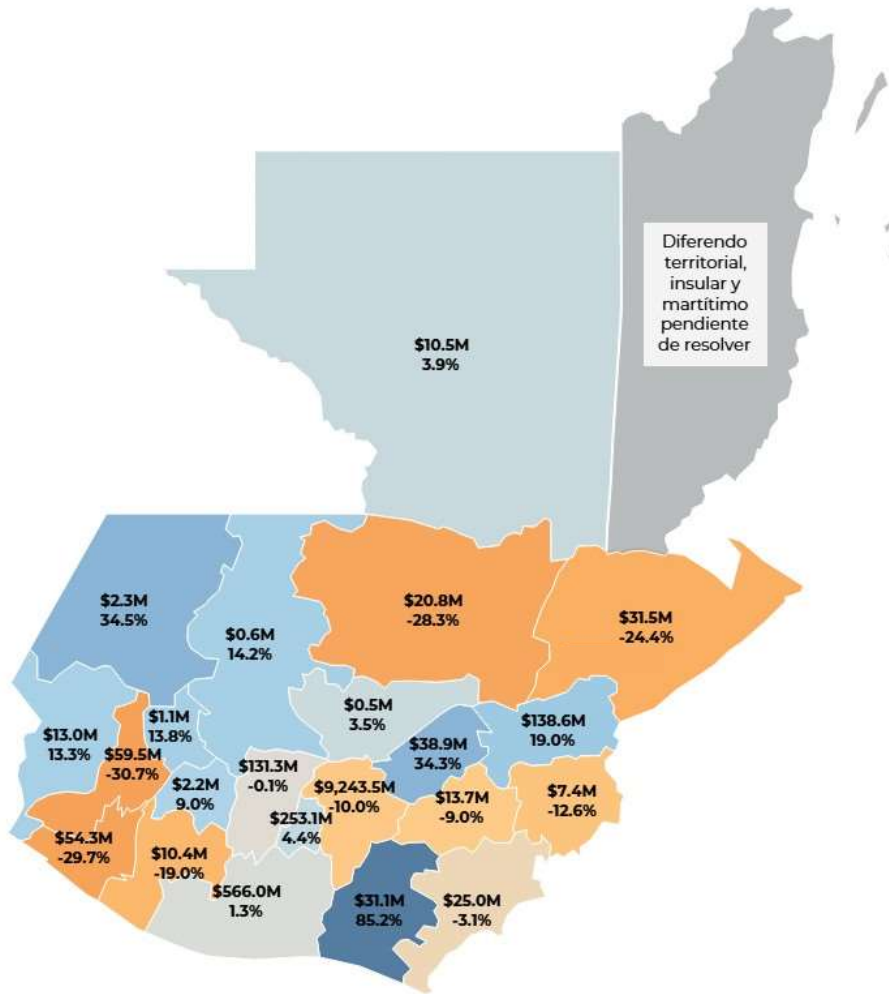 Diferendo
territorial,
insular y
martítimo
pendiente
de resolver
$10.5M
3.9%
$2.3M
34.5%
$0.6M
14.2%
$20.8M
-28.3%
$31.5M
-24.4%
$13.0M
13.3%
$59.5M
-30.7%
$1.1M
13.8%
$0.5M
3.5%
$38.9M
34.3%
$138.6M
19.0%
$2.2M
9.0%
$131.3M
-0.1%
$9,243.5M
-10.0%
$253.1M
4.4%
$13.7M
-9.0%
$7.4M
-12.6%
$54.3M
-29.7%
$10.4M
-19.0%
$566.0M
1.3%
$31.1M
85.2%
$25.0M
-3.1%